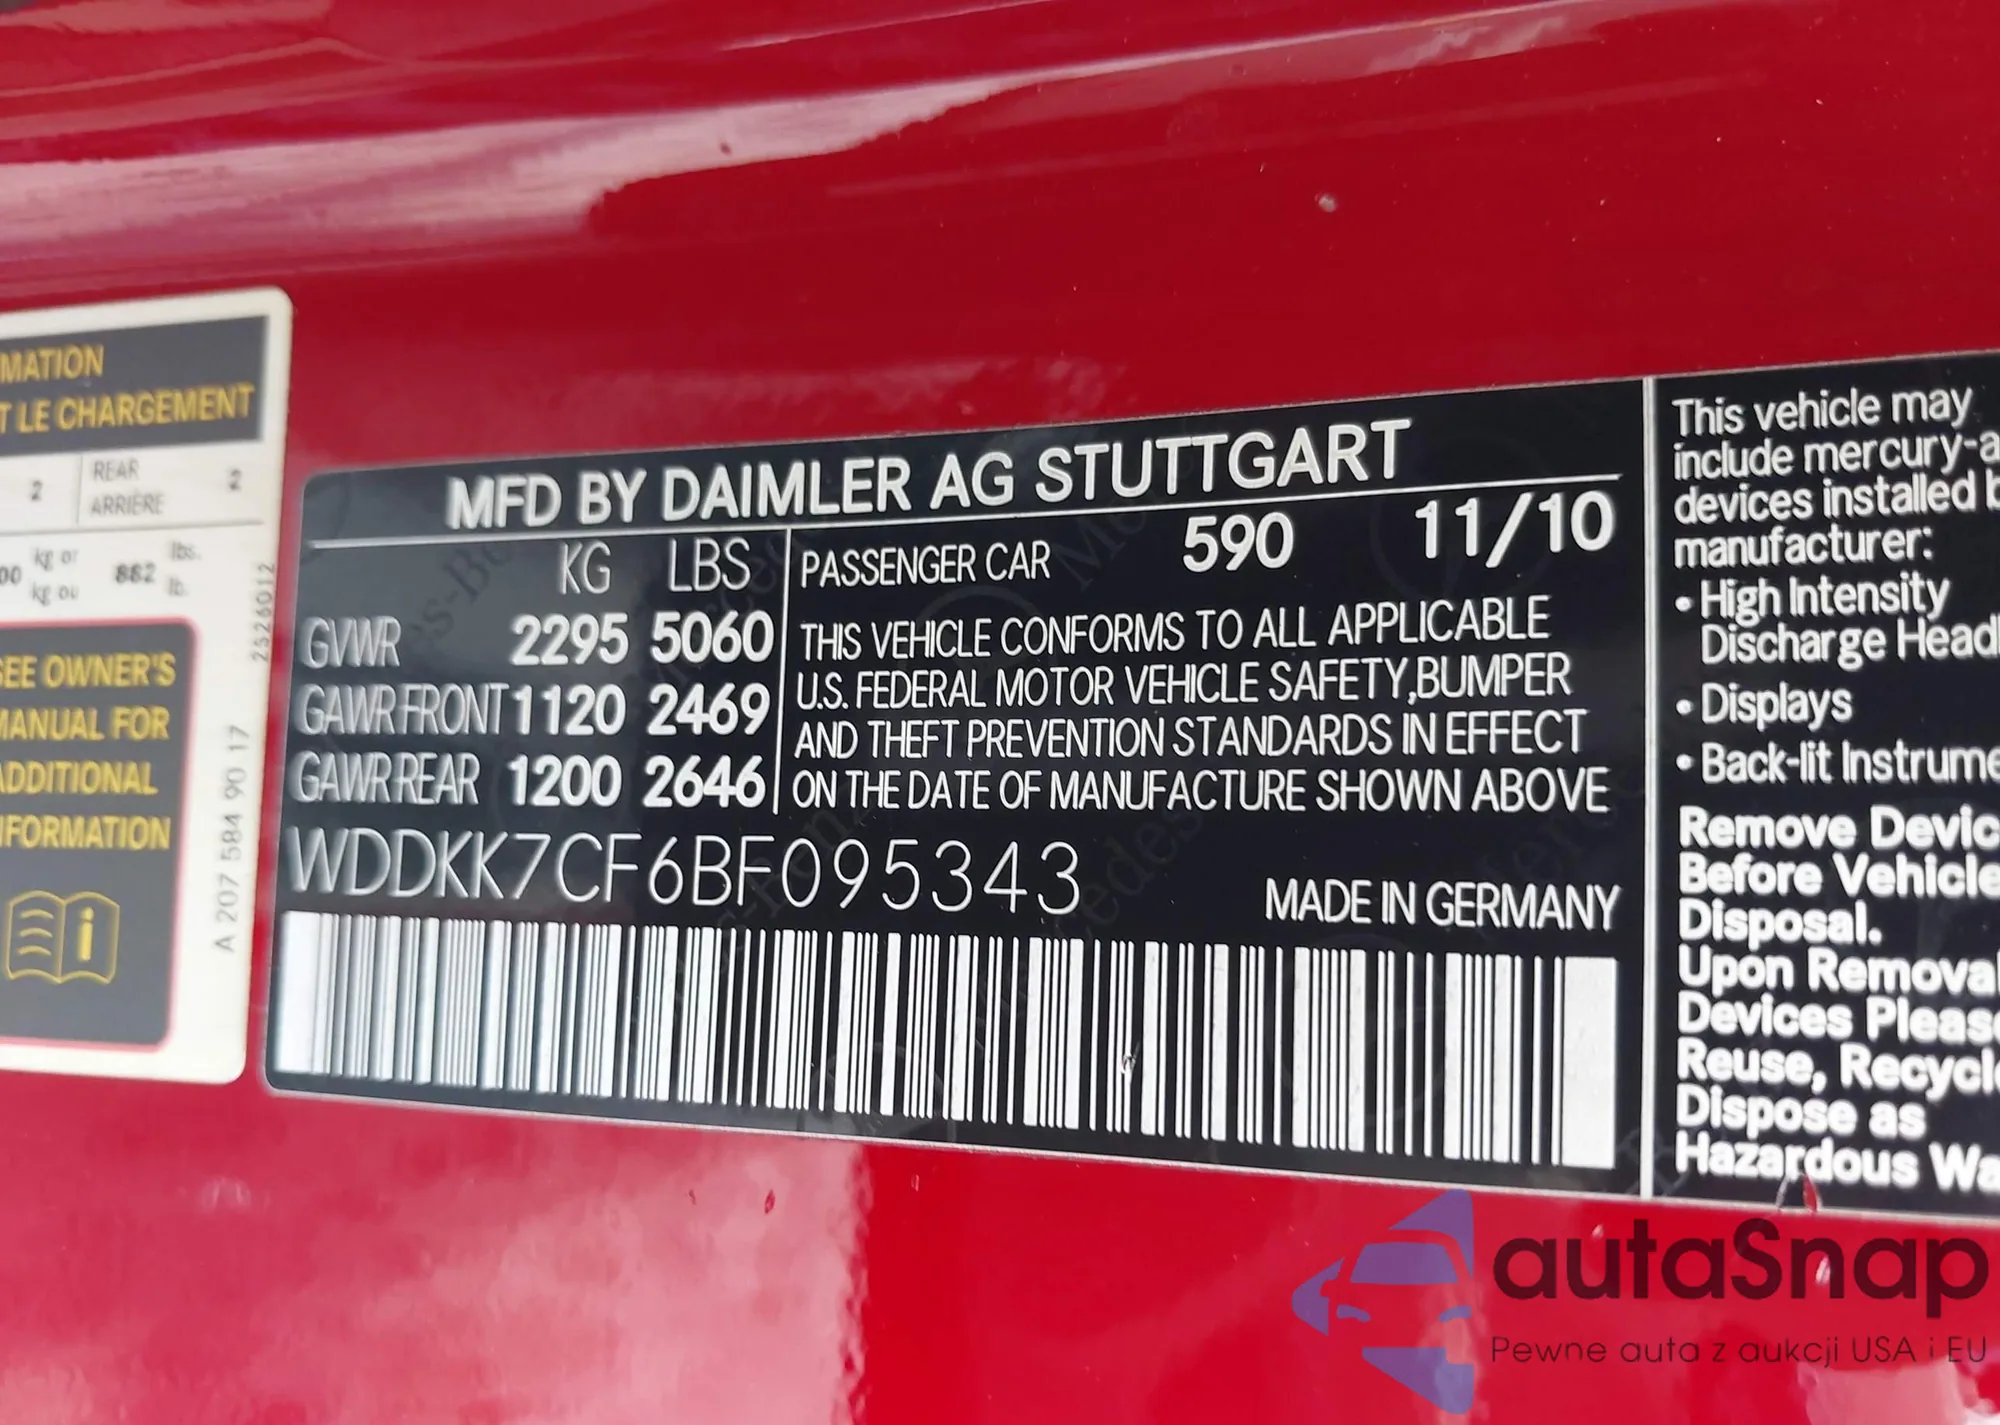 MATION
T LE CHARGEMENT
2 REAR 2
ARRIÈRE
00 kg or 882 lbs.
kg ou lb.
2526012
SEE OWNER'S
MANUAL FOR
ADDITIONAL
INFORMATION
i
A 207 584 90 17
MFD BY DAIMLER AG STUTTGART
KG LBS
GVWR 2295 5060
GAWR FRONT 1120 2469
GAWR REAR 1200 2646
PASSENGER CAR 590 11/10
THIS VEHICLE CONFORMS TO ALL APPLICABLE
U.S. FEDERAL MOTOR VEHICLE SAFETY,BUMPER
AND THEFT PREVENTION STANDARDS IN EFFECT
ON THE DATE OF MANUFACTURE SHOWN ABOVE
WDDKK7CF6BF095343
MADE IN GERMANY
This vehicle may
include mercury-a
devices installed b
manufacturer:
• High Intensity
Discharge Headl
• Displays
• Back-lit Instrume
Remove Devic
Before Vehicle
Disposal.
Upon Removal
Devices Please
Reuse, Recycle
Dispose as
Hazardous Wa
autaSnap
Pewne auta z aukcji USA i EU